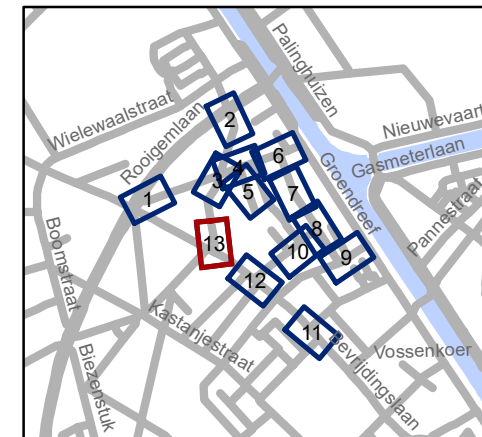 Palinghuizen
Wielewaalstraat
Rooigemlaan
Nieuwevaart
Gasmeterlaan
Groendreef
Pannestraat
Boomstraat
Kastanjestraat
Biezenstuk
Bevrijdingslaan
Vossenkoer
1
2
3
4
5
6
7
8
9
10
11
12
13